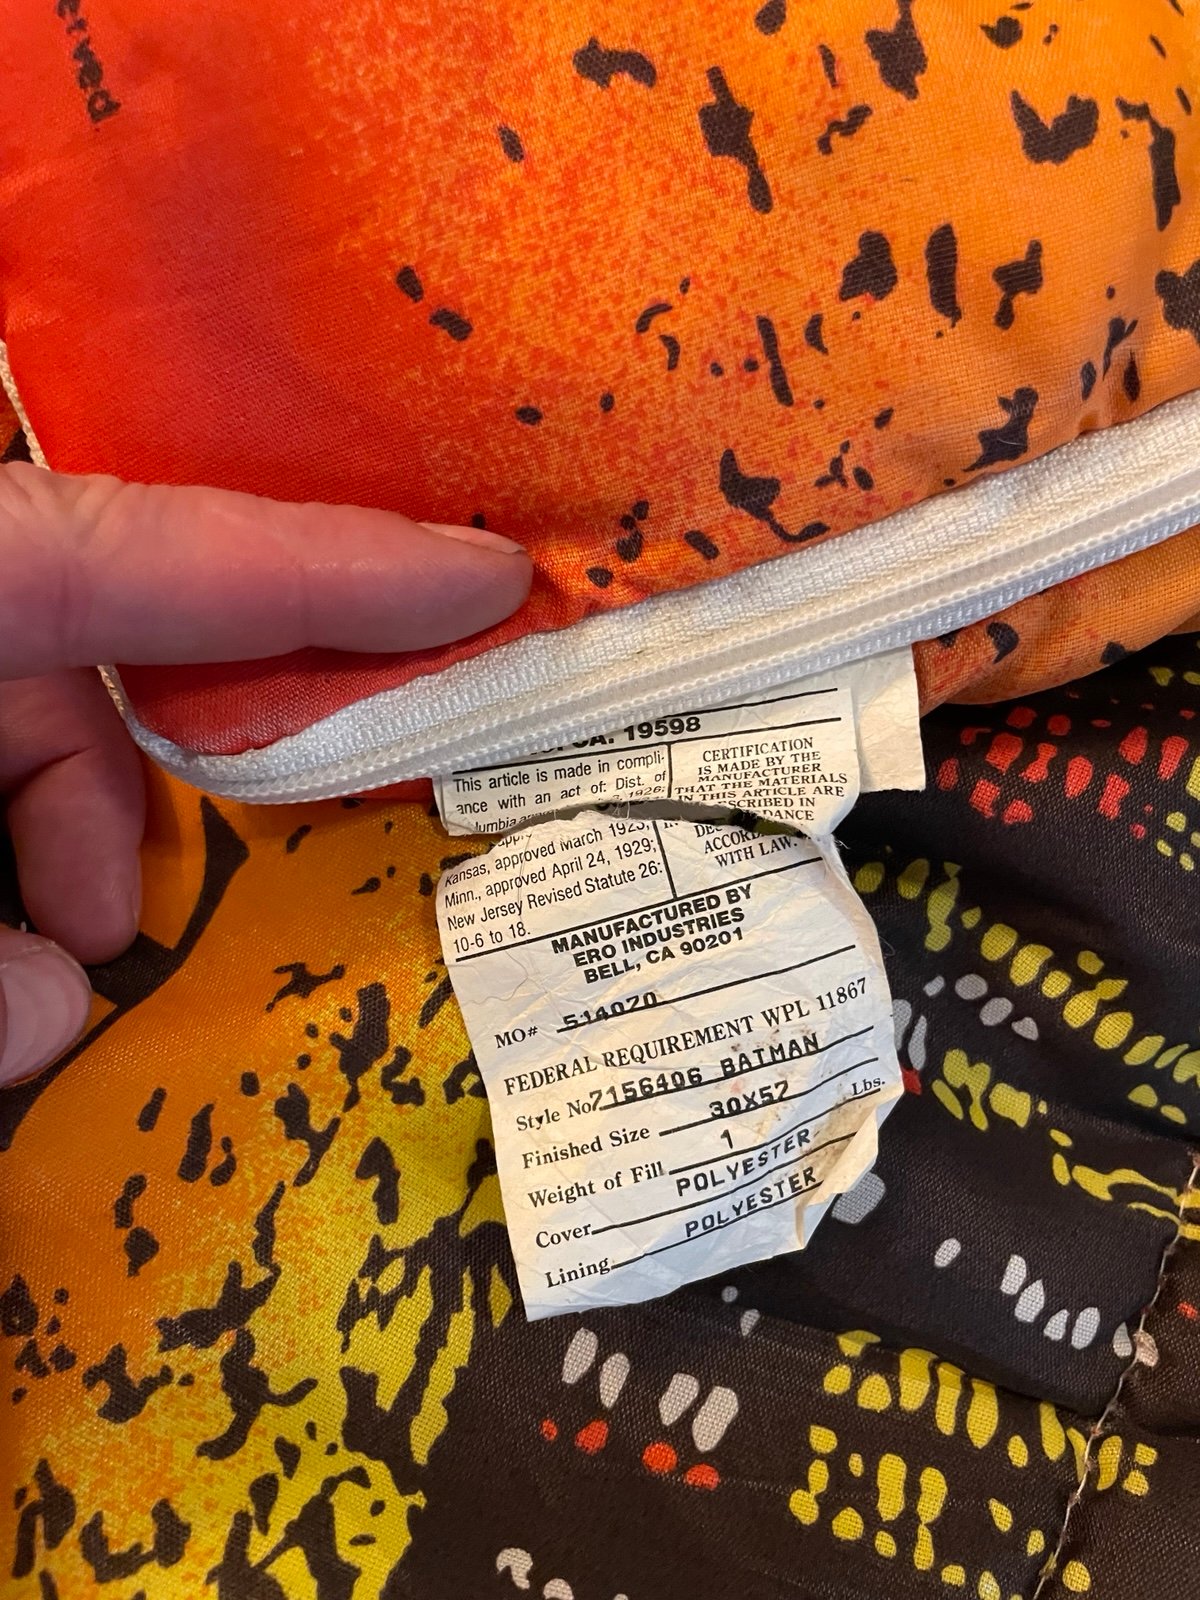 rved
CA. 19598
This article is made in compli-
ance with an act of: Dist. of
Kansas, approved March 1923;
Minn., approved April 24, 1929;
New Jersey Revised Statute 26:
10-6 to 18.
CERTIFICATION
IS MADE BY THE
MANUFACTURER
THAT THE MATERIALS
IN THIS ARTICLE ARE
WITH LAW.
MANUFACTURED BY
ERO INDUSTRIES
BELL, CA 90201
MO# 514070
FEDERAL REQUIREMENT WPL 11867
Style No 7156406 BATMAN
Finished Size 30X57
Weight of Fill 1 Lbs.
Cover POLYESTER
Lining POLYESTER